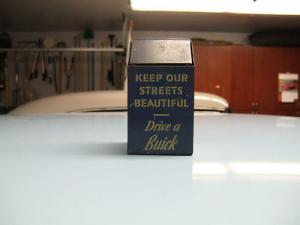 KEEP OUR
STREETS
BEAUTIFUL
Drive a
Buick